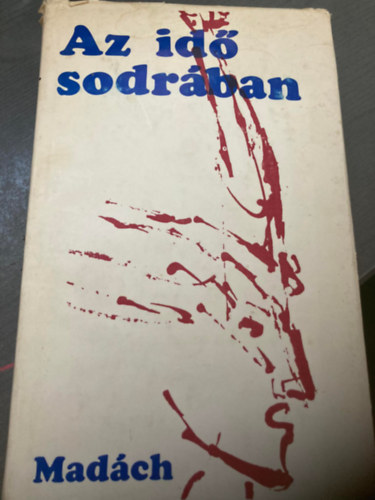 Az idő
sodrában
Madách